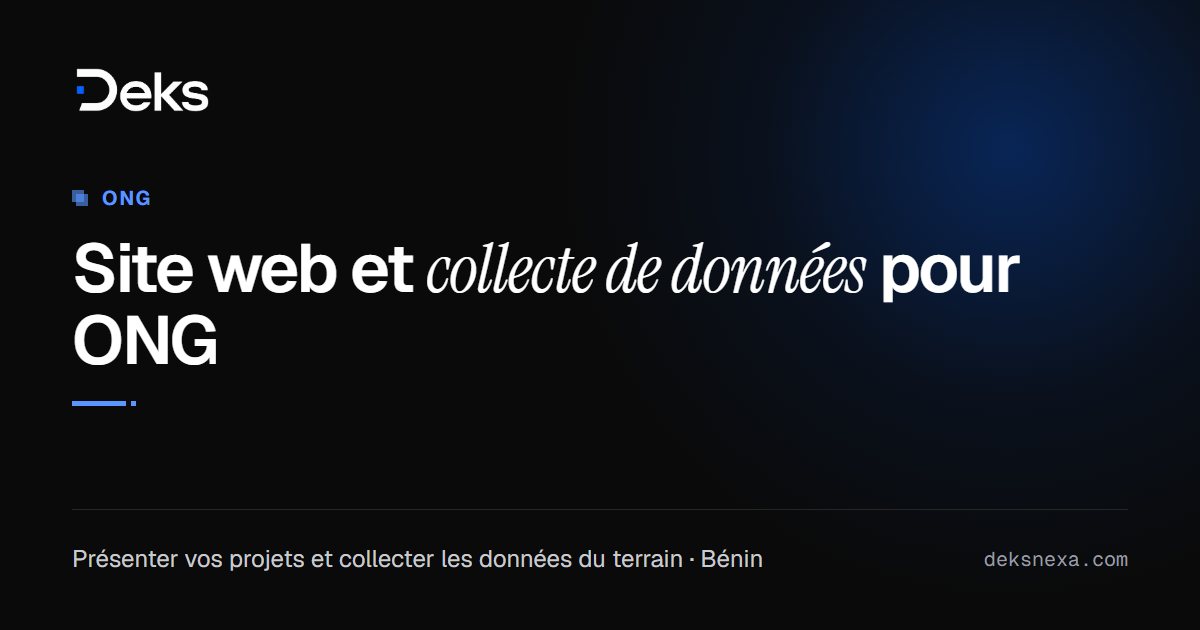 Deks
ONG
Site web et collecte de données pour
ONG
Présenter vos projets et collecter les données du terrain · Bénin
deksnexa.com